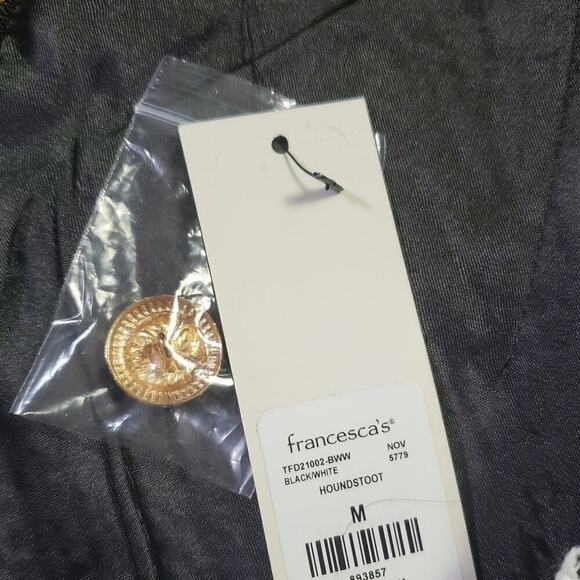 francesca's®
TFD21002-BWW NOV
BLACK/WHITE 5779
HOUNDSTOOT
M
893857